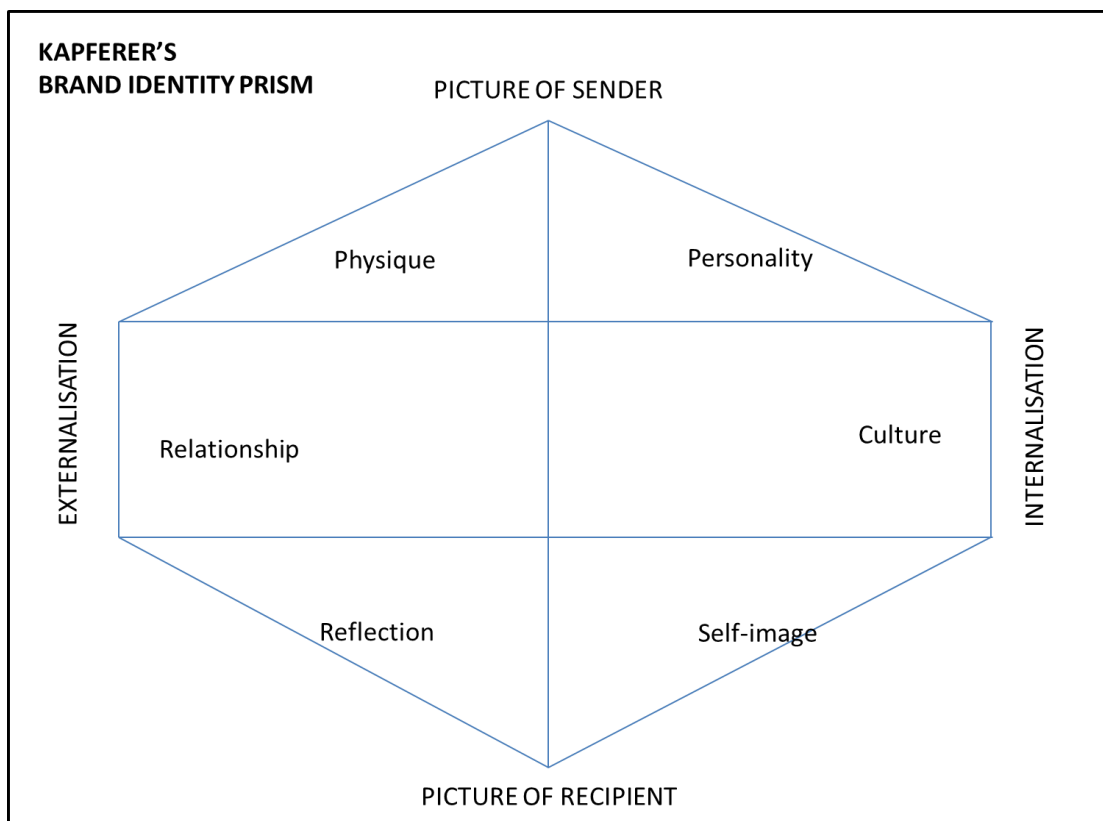 KAPFERER'S
BRAND IDENTITY PRISM
PICTURE OF SENDER
Physique
Personality
EXTERNALISATION
INTERNALISATION
Relationship
Culture
Reflection
Self-image
PICTURE OF RECIPIENT